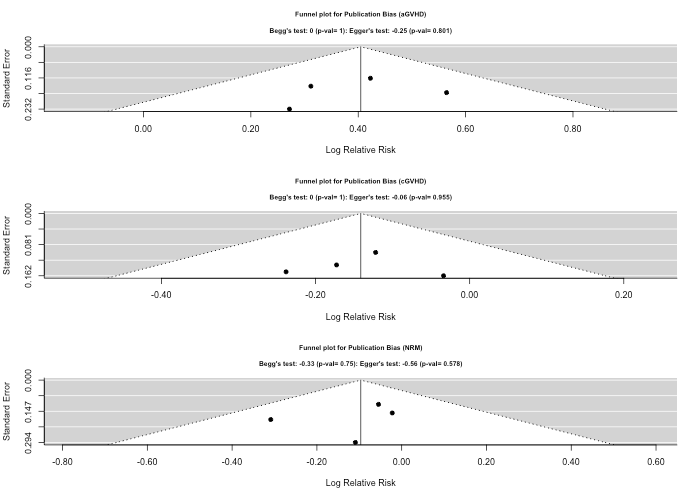 Funnel plot for Publication Bias (aGVHD)
Begg's test: 0 (p-val= 1): Egger's test: -0.25 (p-val= 0.801)
Standard Error
0.000
0.116
0.232
0.00 0.20 0.40 0.60 0.80
Log Relative Risk
Funnel plot for Publication Bias (cGVHD)
Begg's test: 0 (p-val= 1): Egger's test: -0.06 (p-val= 0.955)
Standard Error
0.000
0.081
0.162
-0.40 -0.20 0.00 0.20
Log Relative Risk
Funnel plot for Publication Bias (NRM)
Begg's test: -0.33 (p-val= 0.75): Egger's test: -0.56 (p-val= 0.578)
Standard Error
0.000
0.147
0.294
-0.80 -0.60 -0.40 -0.20 0.00 0.20 0.40 0.60
Log Relative Risk